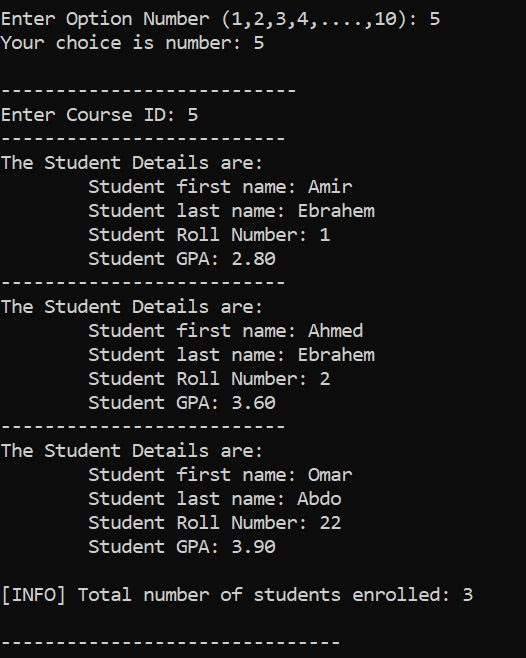 Enter Option Number (1,2,3,4,....,10): 5
Your choice is number: 5
---------------------------
Enter Course ID: 5
--------------------------
The Student Details are:
Student first name: Amir
Student last name: Ebrahem
Student Roll Number: 1
Student GPA: 2.80
--------------------------
The Student Details are:
Student first name: Ahmed
Student last name: Ebrahem
Student Roll Number: 2
Student GPA: 3.60
--------------------------
The Student Details are:
Student first name: Omar
Student last name: Abdo
Student Roll Number: 22
Student GPA: 3.90
[INFO] Total number of students enrolled: 3
-------------------------------